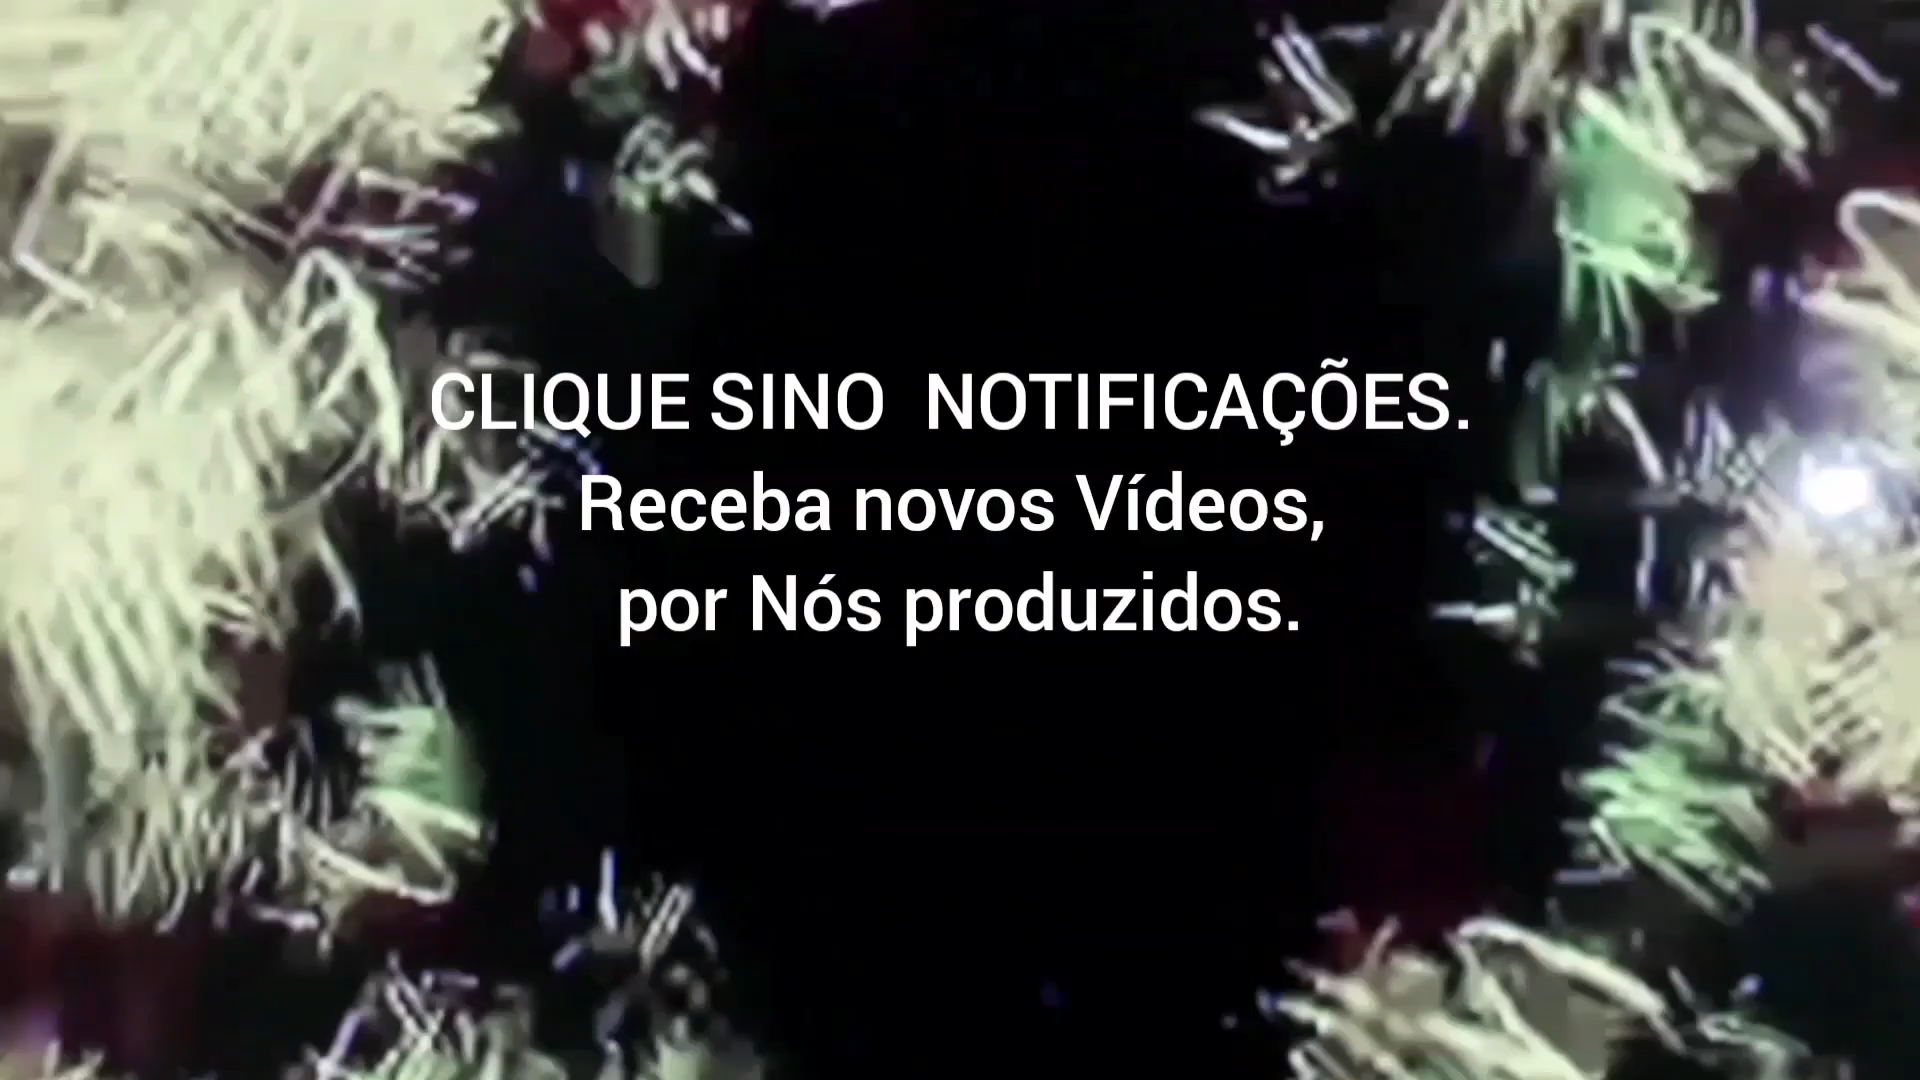 CLIQUE SINO  NOTIFICAÇÕES.
Receba novos Vídeos,
por Nós produzidos.